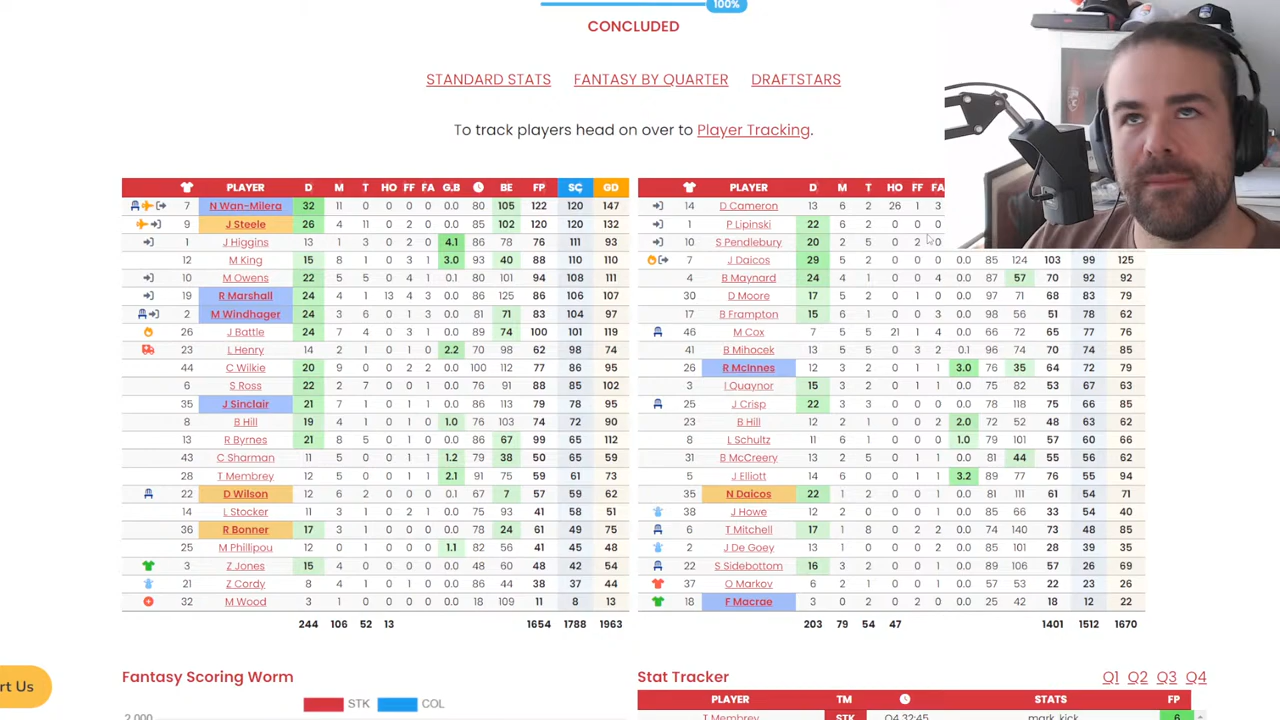 100%
CONCLUDED
STANDARD STATS FANTASY BY QUARTER DRAFTSTARS
To track players head on over to Player Tracking.
PLAYER D M T HO FF FA G.B BE FP SC GD
7 N Wan-Milera 32 11 0 0 0 0 0.0 80 105 122 120 147
9 J Steele 26 4 11 0 2 0 0.0 85 102 120 120 132
1 J Higgins 13 1 3 0 2 0 4.1 86 78 76 111 93
12 M King 15 8 1 0 3 1 3.0 93 40 88 110 110
10 M Owens 22 5 5 0 4 1 0.1 80 101 94 108 111
19 R Marshall 24 4 1 13 4 3 0.0 86 125 86 106 107
2 M Windhager 24 3 6 0 1 3 0.0 81 71 83 104 97
26 J Battle 24 7 4 0 3 1 0.0 89 74 100 101 119
23 L Henry 14 2 1 0 1 0 2.2 70 98 62 98 74
44 C Wilkie 20 9 0 0 2 2 0.0 100 112 77 86 95
6 S Ross 22 2 7 0 0 1 0.0 76 91 88 85 102
35 J Sinclair 21 7 1 0 0 1 0.0 86 113 79 78 95
8 B Hill 19 4 1 0 1 0 1.0 76 103 74 72 90
13 R Byrnes 21 8 5 0 0 1 0.0 86 67 99 65 112
43 C Sharman 11 5 0 0 0 0 1.2 79 38 50 65 59
28 T Membrey 11 5 1 0 0 0 2.1 91 75 59 61 73
22 D Wilson 12 6 2 0 0 0 0.1 67 7 57 59 62
14 L Stocker 11 3 1 0 2 1 0.0 75 93 41 58 51
36 R Bonner 17 3 1 0 0 0 0.0 78 24 61 49 75
25 M Phillipou 12 0 1 0 0 0 1.1 82 56 41 45 48
3 Z Jones 15 4 0 0 0 0 0.0 48 60 48 42 54
21 Z Cordy 8 4 0 0 0 1 0.0 86 44 38 37 44
32 M Wood 3 1 0 0 0 0 0.0 18 109 11 8 13
244 106 52 13 1654 1788 1963
PLAYER D M T HO FF FA
14 D Cameron 13 6 2 26 1 3
1 P Lipinski 22 6 2 0 0 0
10 S Pendlebury 20 2 5 0 2 0
7 J Daicos 29 5 2 0 0 0 0.0 85 124 103 99 125
4 B Maynard 24 4 1 0 0 4 0.0 87 57 70 92 92
30 D Moore 17 5 2 0 1 0 0.0 97 71 68 83 79
17 B Frampton 15 6 1 0 0 3 0.0 98 56 51 78 62
46 M Cox 7 5 5 21 1 4 0.0 66 72 65 77 76
41 B Mihocek 13 5 5 0 3 2 0.1 96 74 70 74 85
26 R McInnes 12 3 2 0 1 1 3.0 76 35 64 72 79
3 I Quaynor 15 3 2 0 1 1 0.0 75 82 53 67 63
25 J Crisp 22 3 3 0 0 0 0.0 78 118 75 66 85
23 B Hill 12 2 1 0 0 2 2.0 72 52 48 63 62
8 L Schultz 11 6 1 0 0 0 1.0 79 101 57 60 66
31 B McCreery 13 2 5 0 1 1 0.0 81 44 55 56 62
5 J Elliott 14 6 0 0 1 1 3.2 89 77 76 55 94
35 N Daicos 22 1 2 0 0 0 0.0 81 111 61 54 71
38 J Howe 12 2 0 0 0 1 0.0 85 66 33 54 40
6 T Mitchell 17 1 8 0 2 2 0.0 74 140 73 48 85
2 J De Goey 13 1 0 0 0 2 0.0 85 101 28 39 35
22 S Sidebottom 16 2 2 0 0 1 0.0 89 106 57 26 69
37 O Markov 6 2 1 0 0 1 0.0 57 53 22 23 26
18 F Macrae 3 0 2 0 2 0 0.0 25 42 18 12 22
203 79 54 47 1401 1512 1670
Fantasy Scoring Worm
STK COL
2,000
Stat Tracker Q1 Q2 Q3 Q4
PLAYER TM STATS FP
T Membrey STK Q4 32:45 mark, kick 6
rt Us